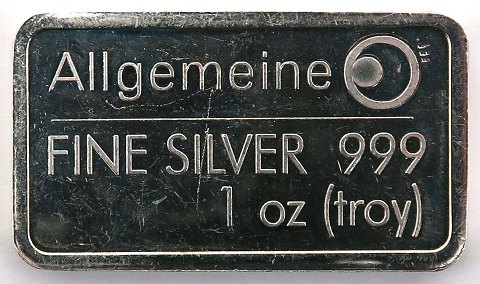 Allgemeine
FINE SILVER 999
1 oz (troy)